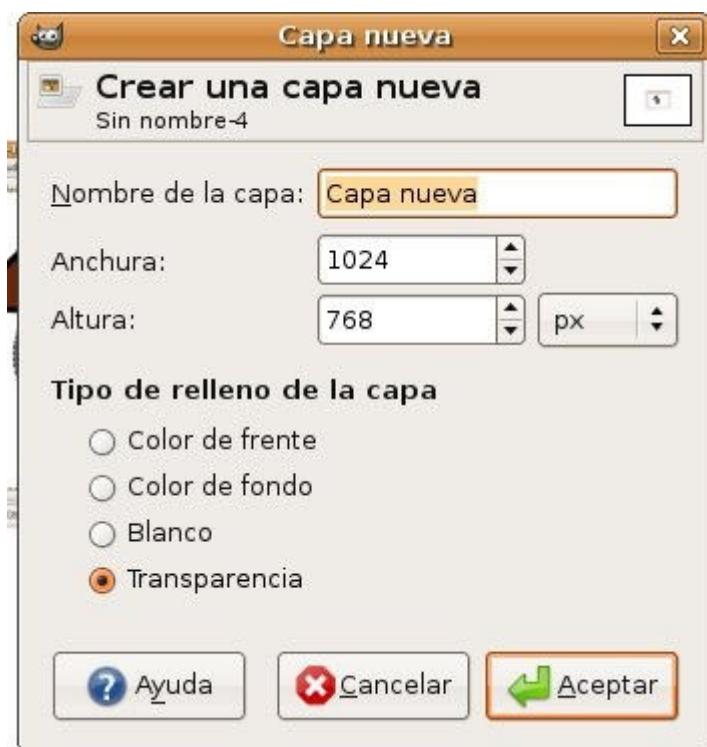 Capa nueva
Crear una capa nueva
Sin nombre-4
Nombre de la capa: Capa nueva
Anchura: 1024
Altura: 768 px
Tipo de relleno de la capa
Color de frente
Color de fondo
Blanco
Transparencia
Ayuda Cancelar Aceptar